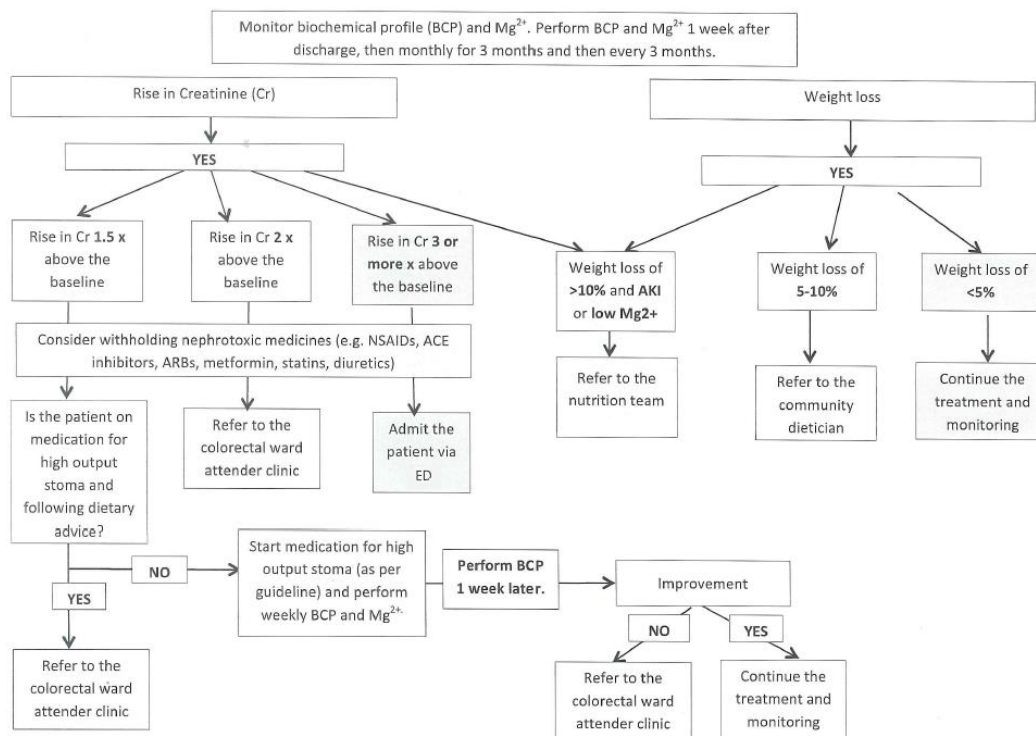 Monitor biochemical profile (BCP) and Mg²⁺. Perform BCP and Mg²⁺ 1 week after
discharge, then monthly for 3 months and then every 3 months.
Rise in Creatinine (Cr)
Weight loss
YES
YES
Rise in Cr 1.5 x
above the
baseline
Rise in Cr 2 x
above the
baseline
Rise in Cr 3 or
more x above
the baseline
Weight loss of
>10% and AKI
or low Mg2+
Weight loss of
5-10%
Weight loss of
<5%
Consider withholding nephrotoxic medicines (e.g. NSAIDs, ACE
inhibitors, ARBs, metformin, statins, diuretics)
Is the patient on
medication for
high output
stoma and
following dietary
advice?
Refer to the
colorectal ward
attender clinic
Admit the
patient via
ED
Refer to the
nutrition team
Refer to the
community
dietician
Continue the
treatment and
monitoring
NO
Start medication for high
output stoma (as per
guideline) and perform
weekly BCP and Mg²⁺.
Perform BCP
1 week later.
Improvement
YES
NO
YES
Refer to the
colorectal ward
attender clinic
Refer to the
colorectal ward
attender clinic
Continue the
treatment and
monitoring